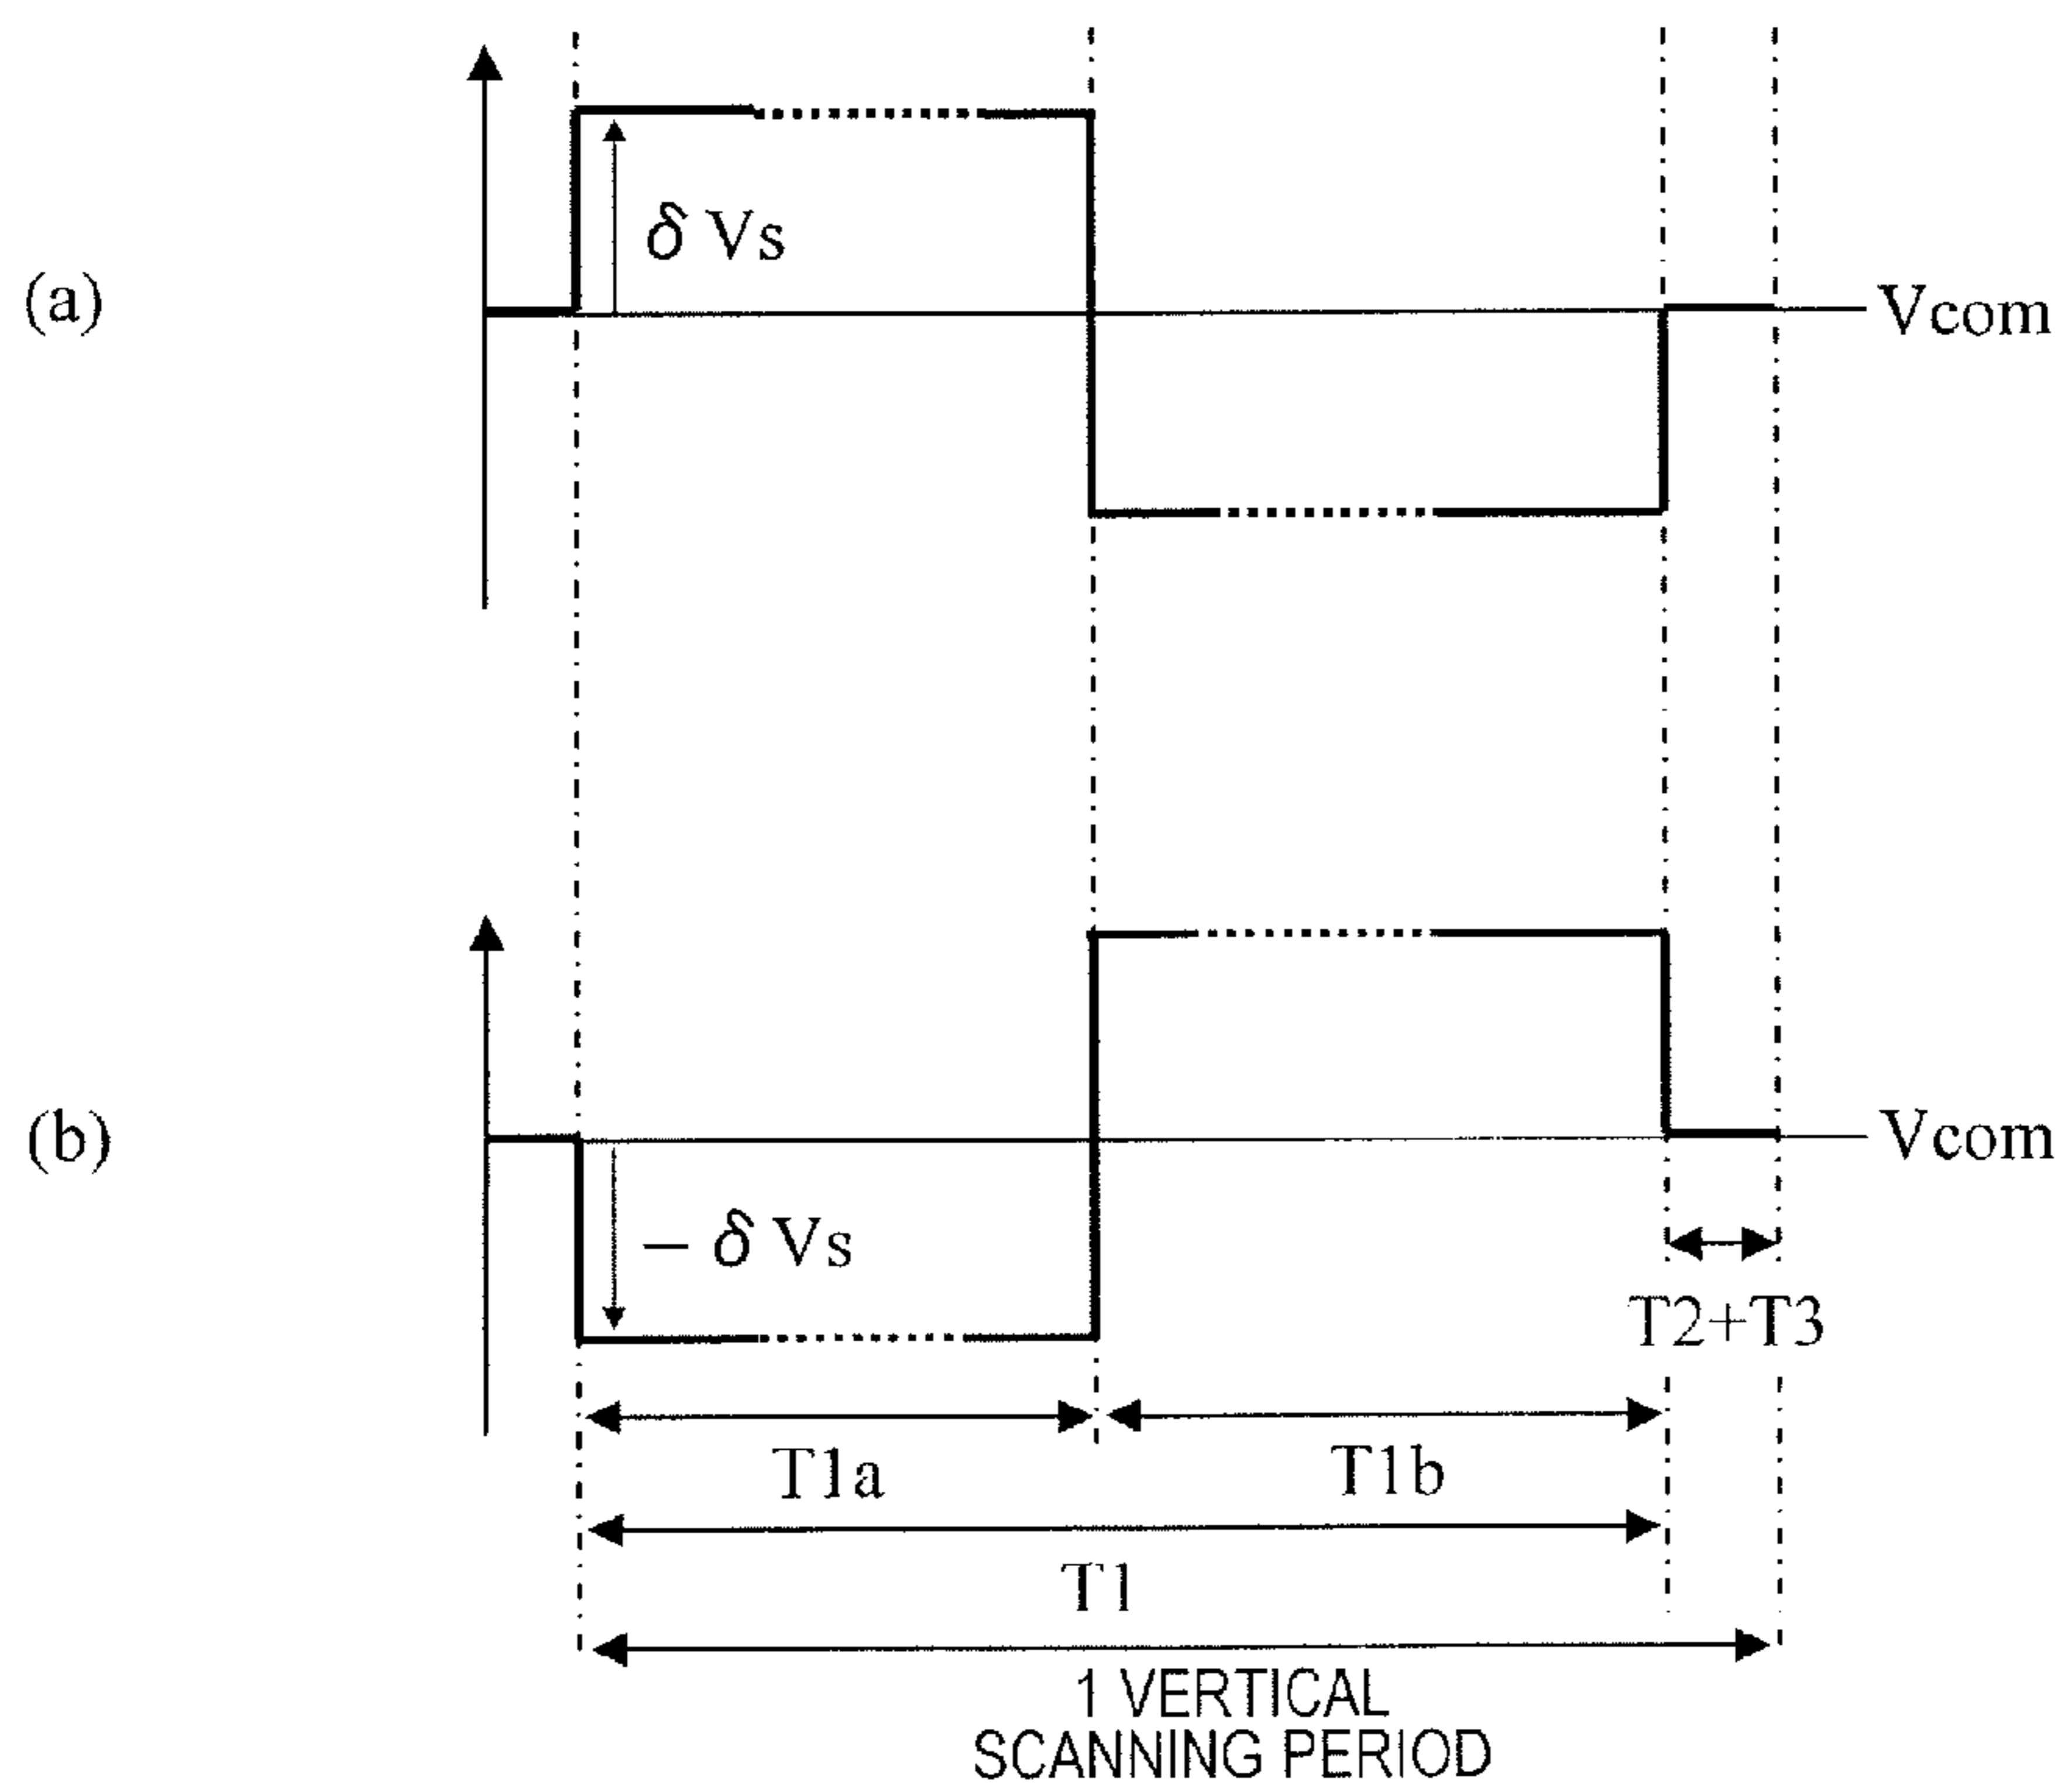 δ Vs
(a)
Vcom
(b)
Vcom
− δ Vs
T2+T3
T1a
T1b
T1
1 VERTICAL
SCANNING PERIOD